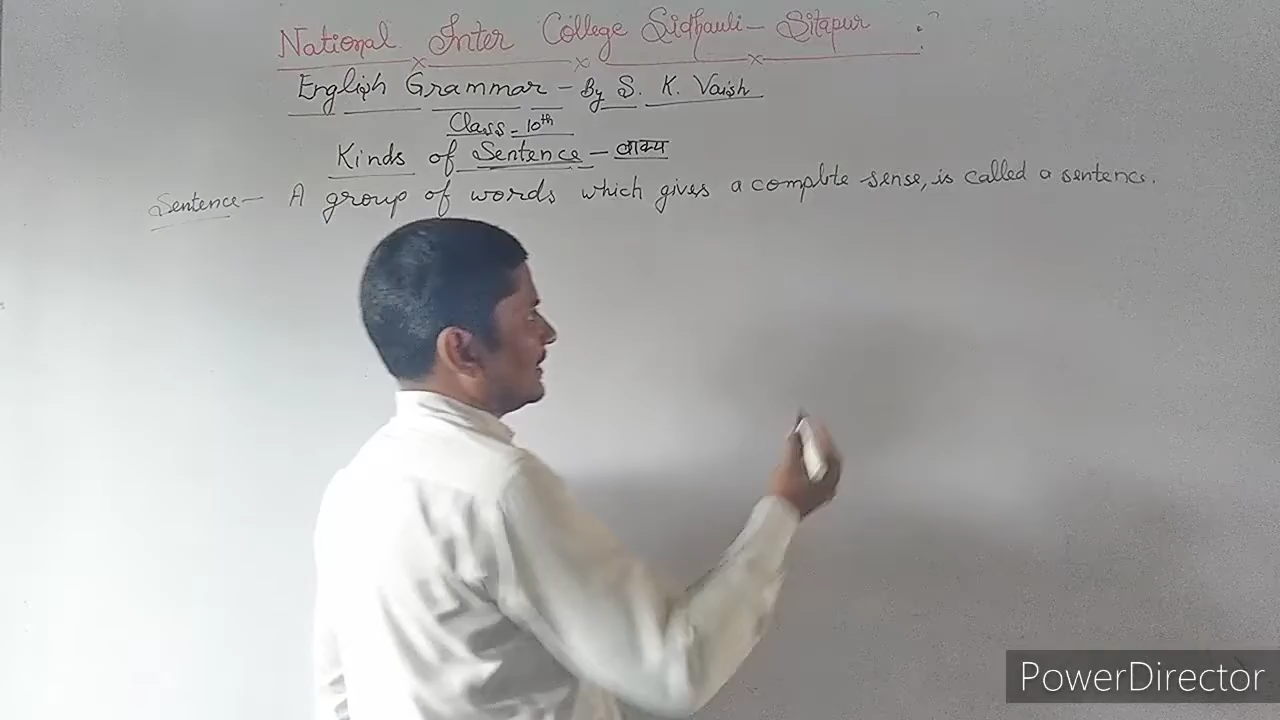 National Inter College Sidhauli - Sitapur
English Grammar - By S. K. Vaish
Class - 10th
Kinds of Sentence - वाक्य
Sentence - A group of words which gives a complete sense, is called a sentence.
PowerDirector